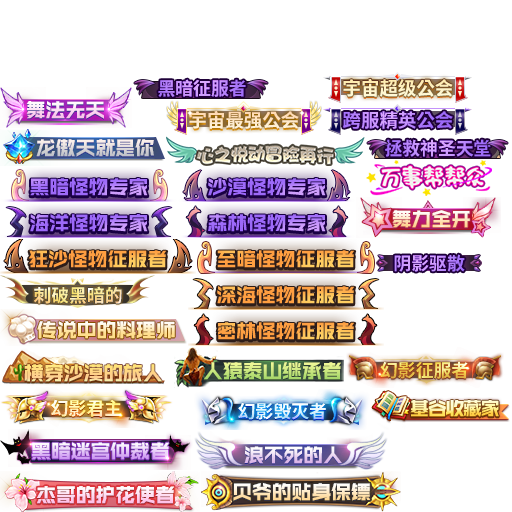 黑暗征服者
宇宙超级公会
舞法无天
宇宙最强公会
跨服精英公会
龙傲天就是你
心之悦动冒险再行
拯救神圣天堂
黑暗怪物专家
沙漠怪物专家
万事帮帮众
海洋怪物专家
森林怪物专家
舞力全开
狂沙怪物征服者
至暗怪物征服者
阴影驱散
刺破黑暗的
深海怪物征服者
传说中的料理师
密林怪物征服者
横穿沙漠的旅人
人猿泰山继承者
幻影征服者
幻影君主
幻影毁灭者
基谷收藏家
黑暗迷宫仲裁者
浪不死的人
杰哥的护花使者
贝爷的贴身保镖